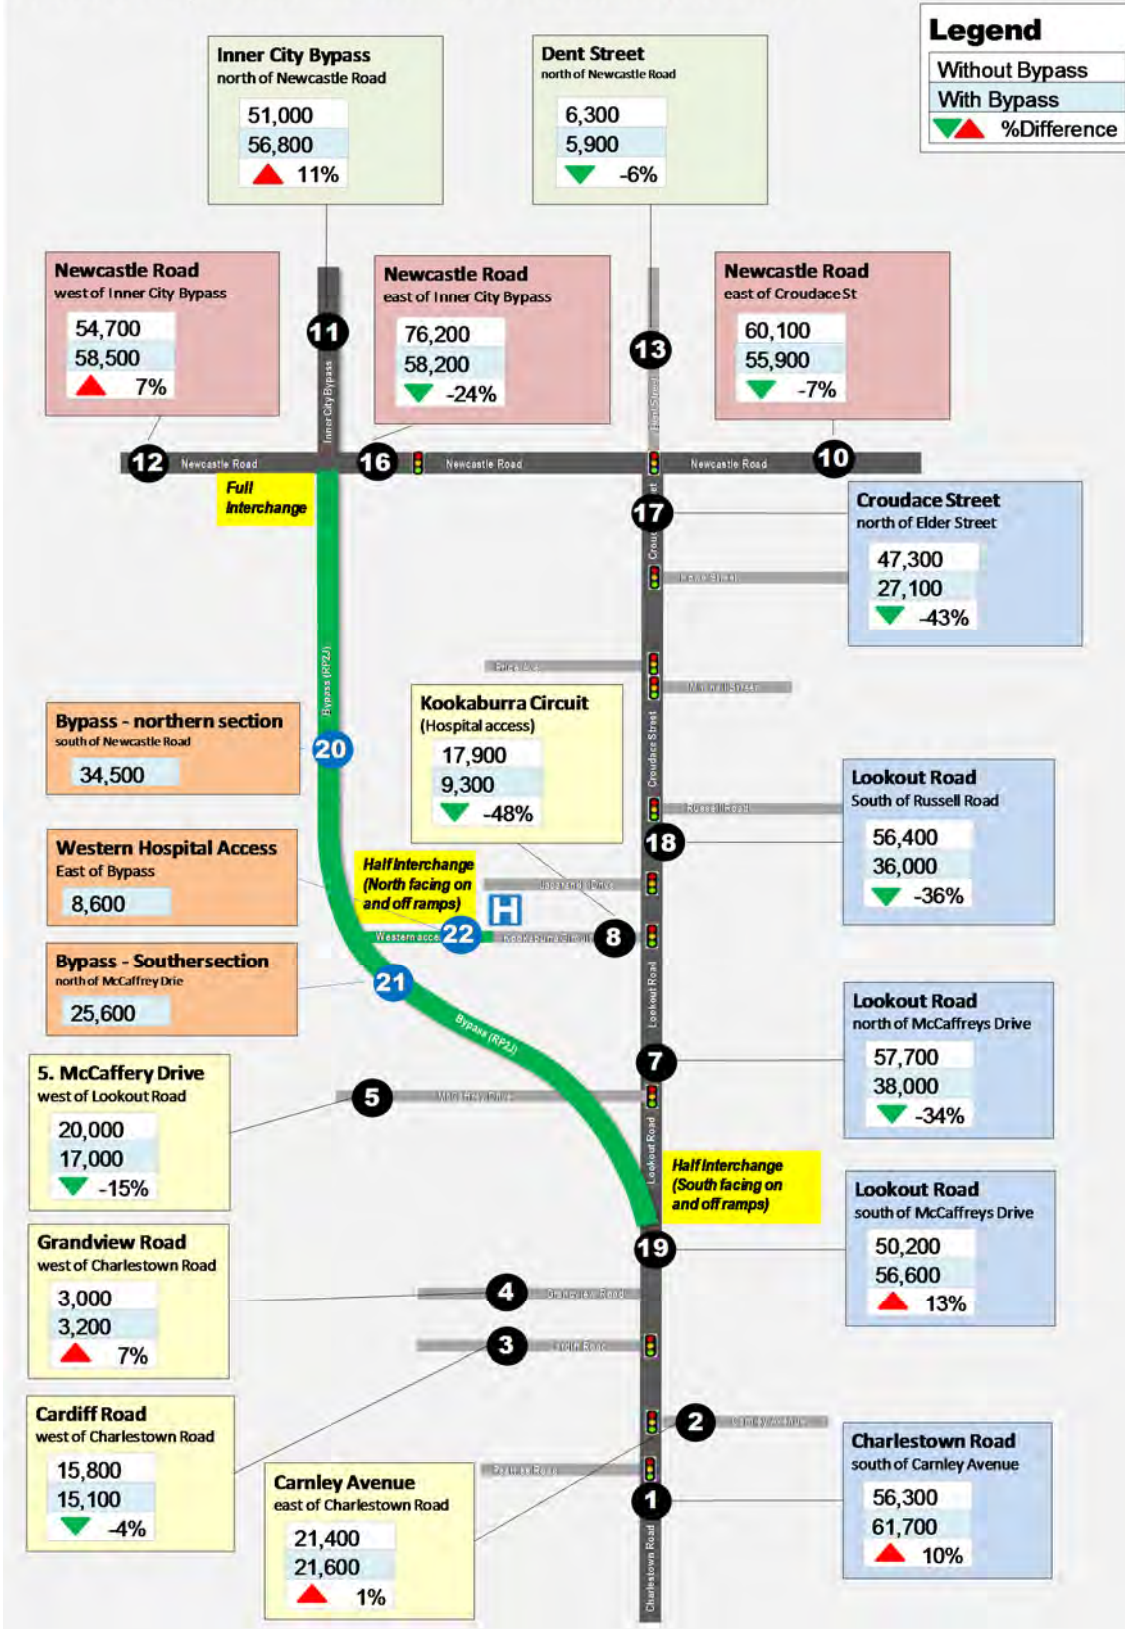 Legend
Without Bypass
With Bypass
%Difference
Inner City Bypass
north of Newcastle Road
51,000
56,800
11%
Dent Street
north of Newcastle Road
6,300
5,900
-6%
Newcastle Road
west of Inner City Bypass
54,700
58,500
7%
Newcastle Road
east of Inner City Bypass
76,200
58,200
-24%
Newcastle Road
east of Croudace St
60,100
55,900
-7%
11
Inner City Bypass
13
Dent Street
12
Newcastle Road
16
Newcastle Road
Newcastle Road
10
Full
Interchange
17
Croudace Street
north of Elder Street
47,300
27,100
-43%
Bypass (RP2J)
Kookaburra Circuit
(Hospital access)
17,900
9,300
-48%
Croudace Street
Bypass - northern section
south of Newcastle Road
34,500
20
Russell Road
Lookout Road
South of Russell Road
56,400
36,000
-36%
18
Western Hospital Access
East of Bypass
8,600
Half Interchange
(North facing on
and off ramps)
H
22
Kookaburra Circuit
8
Bypass - Southersection
north of McCaffrey Drie
25,600
21
Bypass (RP2J)
Lookout Road
7
Lookout Road
north of McCaffreys Drive
57,700
38,000
-34%
5. McCaffery Drive
west of Lookout Road
20,000
17,000
-15%
5
Lookout Road
Half Interchange
(South facing on
and off ramps)
Lookout Road
south of McCaffreys Drive
50,200
56,600
13%
19
Grandview Road
west of Charlestown Road
3,000
3,200
7%
4
Grandview Road
3
Cardiff Road
Cardiff Road
west of Charlestown Road
15,800
15,100
-4%
2
Carnley Avenue
Carnley Avenue
east of Charlestown Road
21,400
21,600
1%
1
Charlestown Road
Charlestown Road
south of Carnley Avenue
56,300
61,700
10%